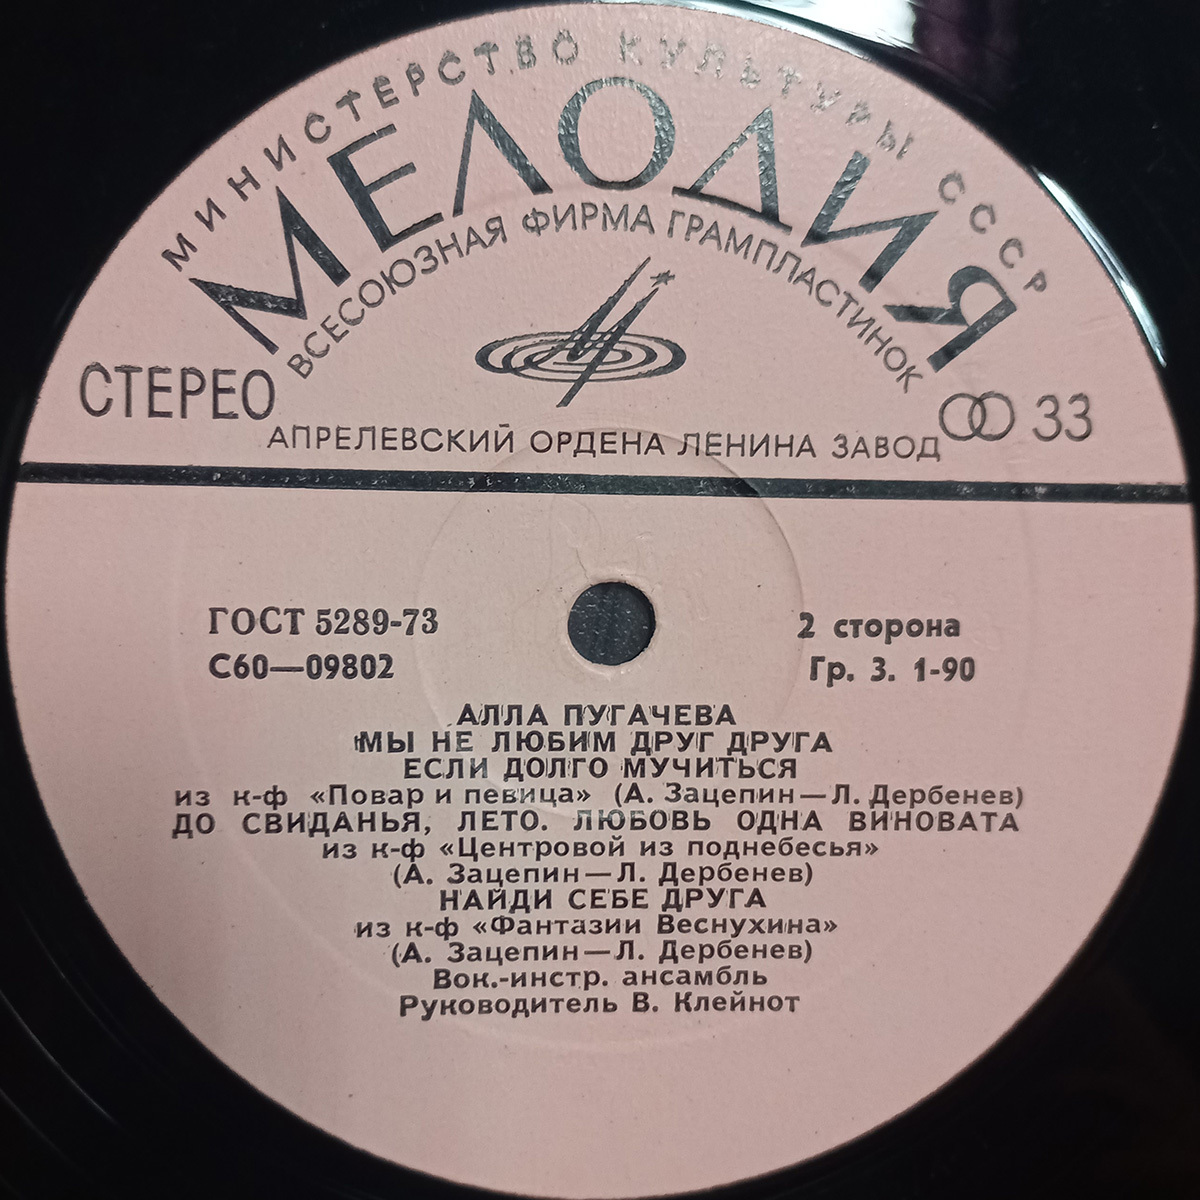 МИНИСТЕРСТВО КУЛЬТУРЫ СССР
МЕЛОДИЯ
ВСЕСОЮЗНАЯ ФИРМА ГРАМПЛАСТИНОК
СТЕРЕО
33
АПРЕЛЕВСКИЙ ОРДЕНА ЛЕНИНА ЗАВОД
ГОСТ 5289-73
2 сторона
С60—09802
Гр. 3. 1-90
АЛЛА ПУГАЧЕВА
МЫ НЕ ЛЮБИМ ДРУГ ДРУГА
ЕСЛИ ДОЛГО МУЧИТЬСЯ
из к-ф «Повар и певица» (А. Зацепин—Л. Дербенев)
ДО СВИДАНЬЯ, ЛЕТО. ЛЮБОВЬ ОДНА ВИНОВАТА
из к-ф «Центровой из поднебесья»
(А. Зацепин—Л. Дербенев)
НАЙДИ СЕБЕ ДРУГА
из к-ф «Фантазии Веснухина»
(А. Зацепин—Л. Дербенев)
Вок.-инстр. ансамбль
Руководитель В. Клейнот